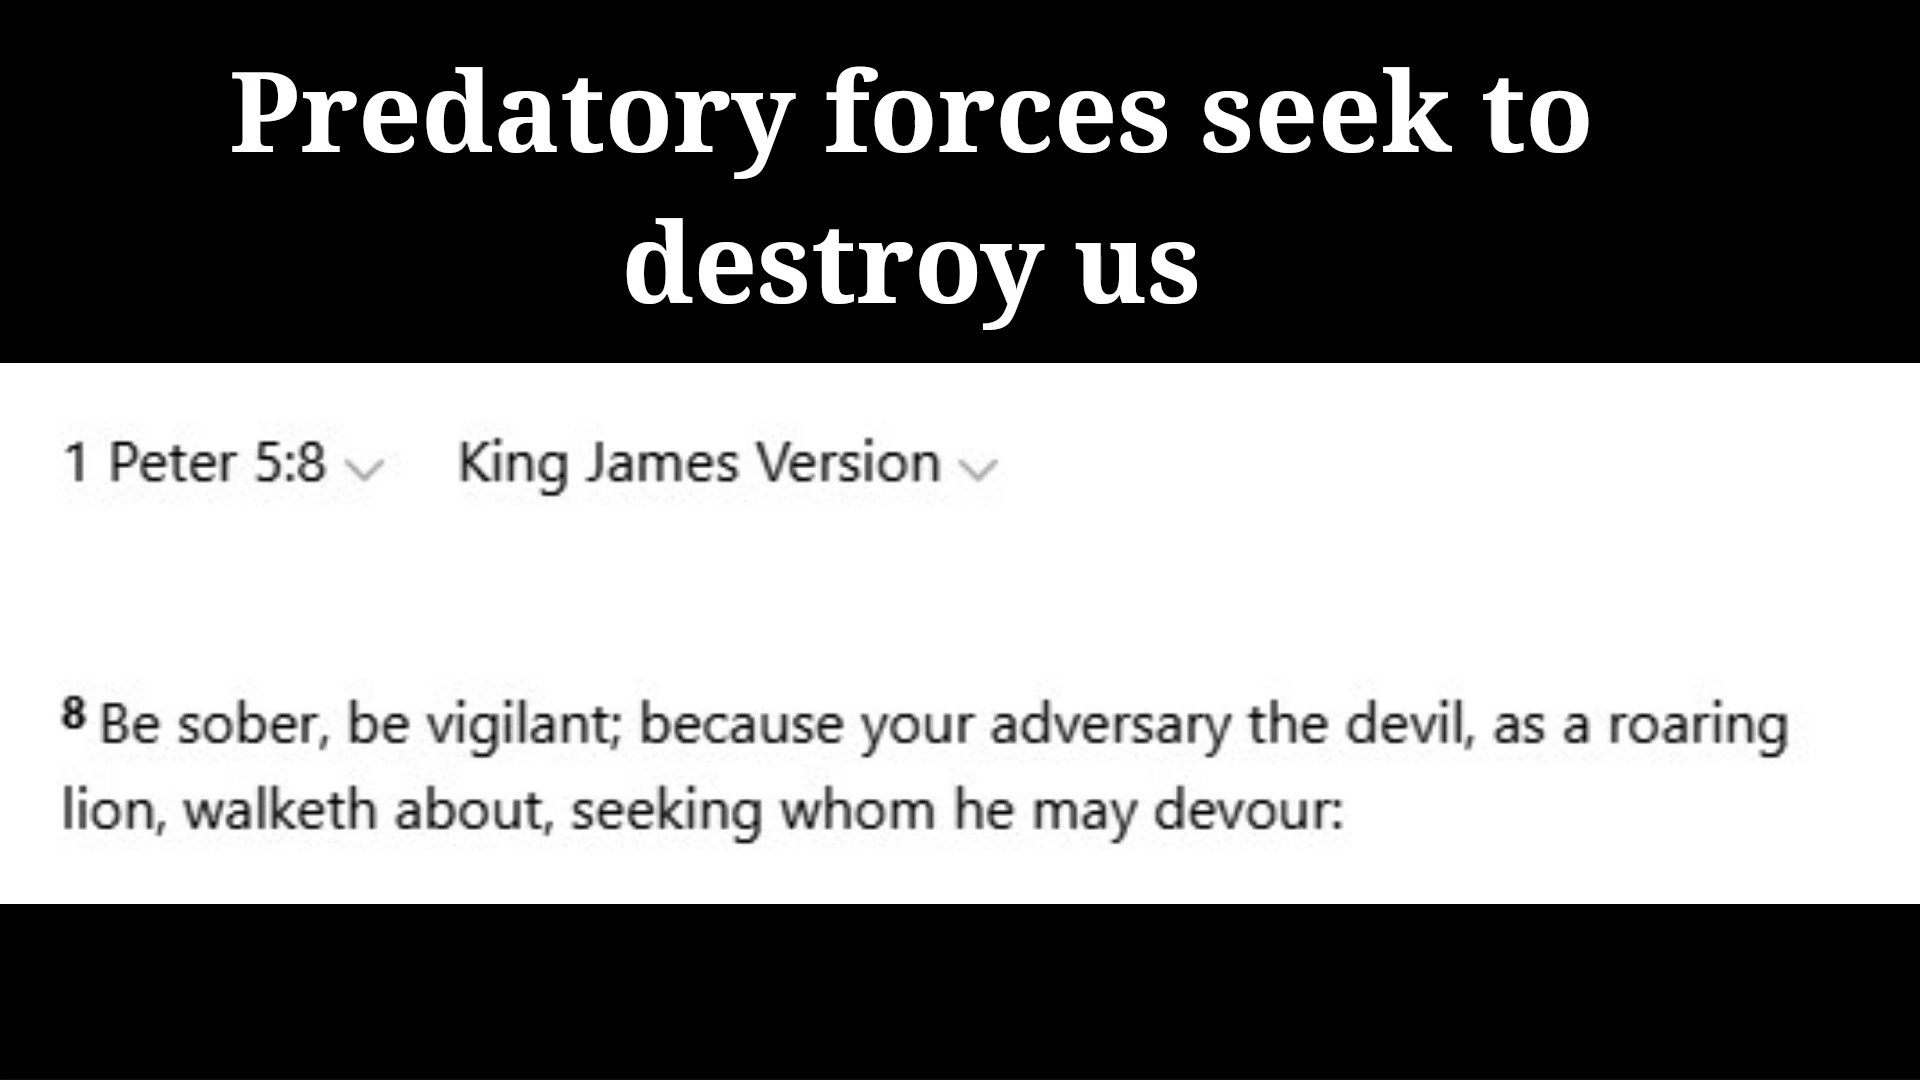 Predatory forces seek to
destroy us
1 Peter 5:8 King James Version
8 Be sober, be vigilant; because your adversary the devil, as a roaring
lion, walketh about, seeking whom he may devour: